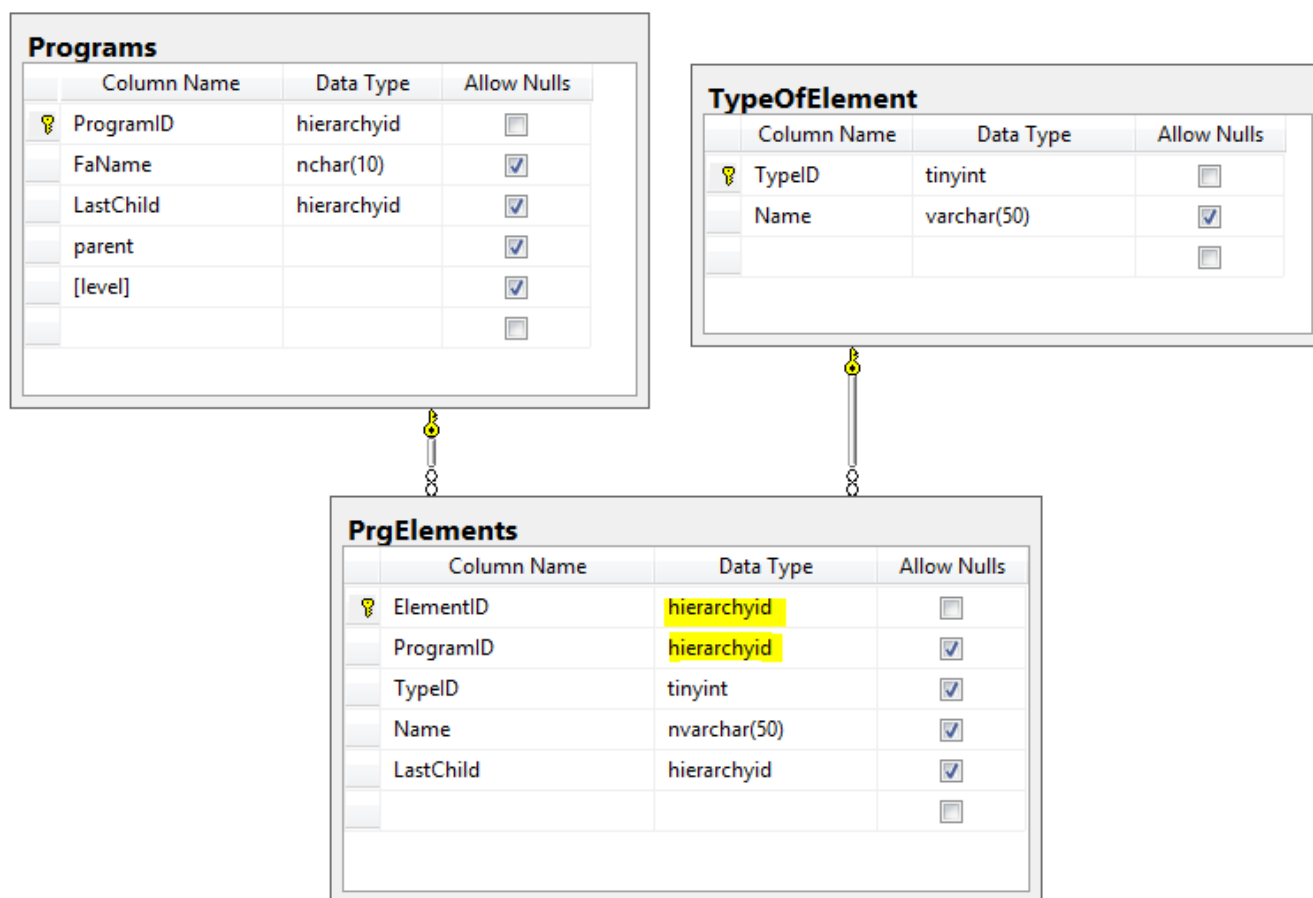 Programs
Column Name Data Type Allow Nulls
ProgramID hierarchyid
FaName nchar(10)
LastChild hierarchyid
parent
[level]
TypeOfElement
Column Name Data Type Allow Nulls
TypeID tinyint
Name varchar(50)
PrgElements
Column Name Data Type Allow Nulls
ElementID hierarchyid
ProgramID hierarchyid
TypeID tinyint
Name nvarchar(50)
LastChild hierarchyid